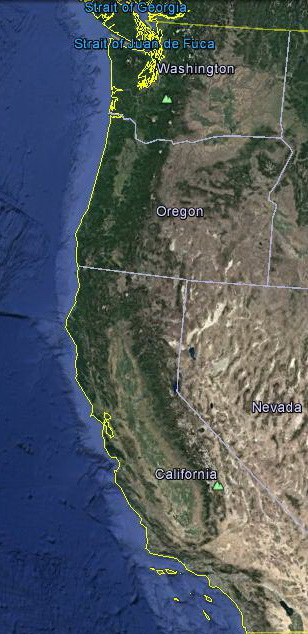 Strait of Georgia
Strait of Juan de Fuca
Washington
Oregon
Nevada
California